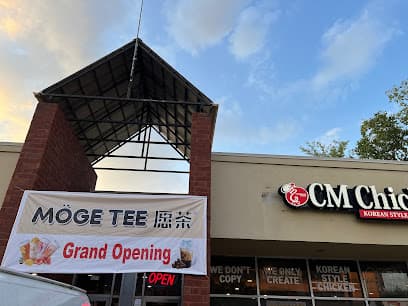 MÖGE TEE 愿茶
Grand Opening
OPEN
CM Chic
KOREAN STYLE
WE DON'T
COPY
WE ONLY
CREATE
KOREAN
STYLE
CHICKEN